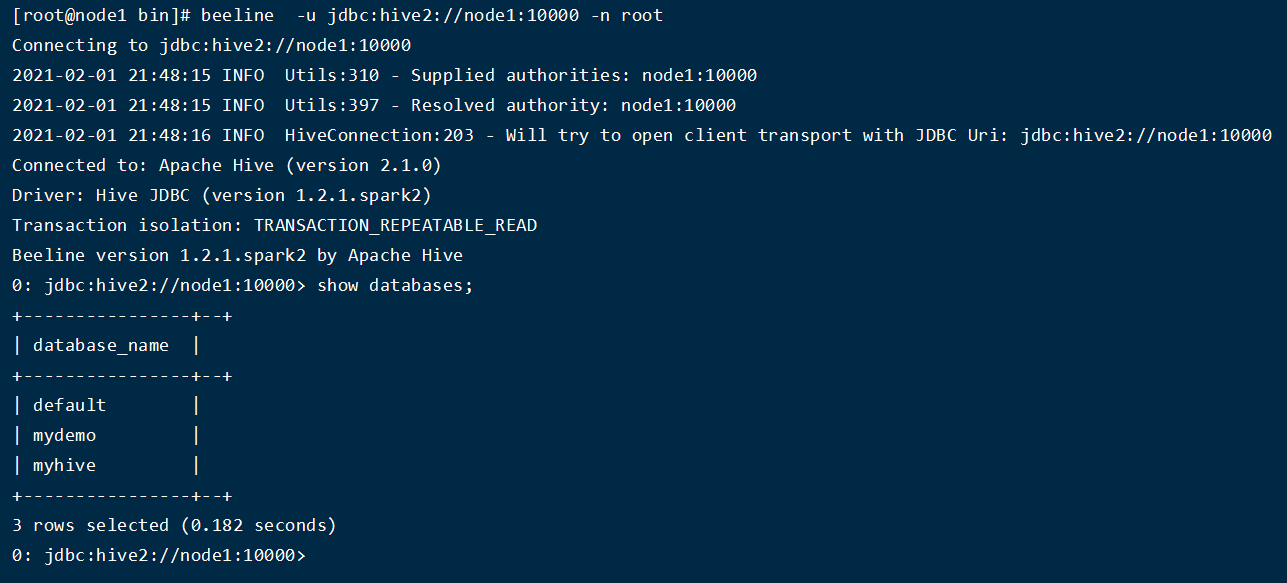 [root@node1 bin]# beeline  -u jdbc:hive2://node1:10000 -n root
Connecting to jdbc:hive2://node1:10000
2021-02-01 21:48:15 INFO  Utils:310 - Supplied authorities: node1:10000
2021-02-01 21:48:15 INFO  Utils:397 - Resolved authority: node1:10000
2021-02-01 21:48:16 INFO  HiveConnection:203 - Will try to open client transport with JDBC Uri: jdbc:hive2://node1:10000
Connected to: Apache Hive (version 2.1.0)
Driver: Hive JDBC (version 1.2.1.spark2)
Transaction isolation: TRANSACTION_REPEATABLE_READ
Beeline version 1.2.1.spark2 by Apache Hive
0: jdbc:hive2://node1:10000> show databases;
+----------------+--+
| database_name  |
+----------------+--+
| default        |
| mydemo         |
| myhive         |
+----------------+--+
3 rows selected (0.182 seconds)
0: jdbc:hive2://node1:10000>